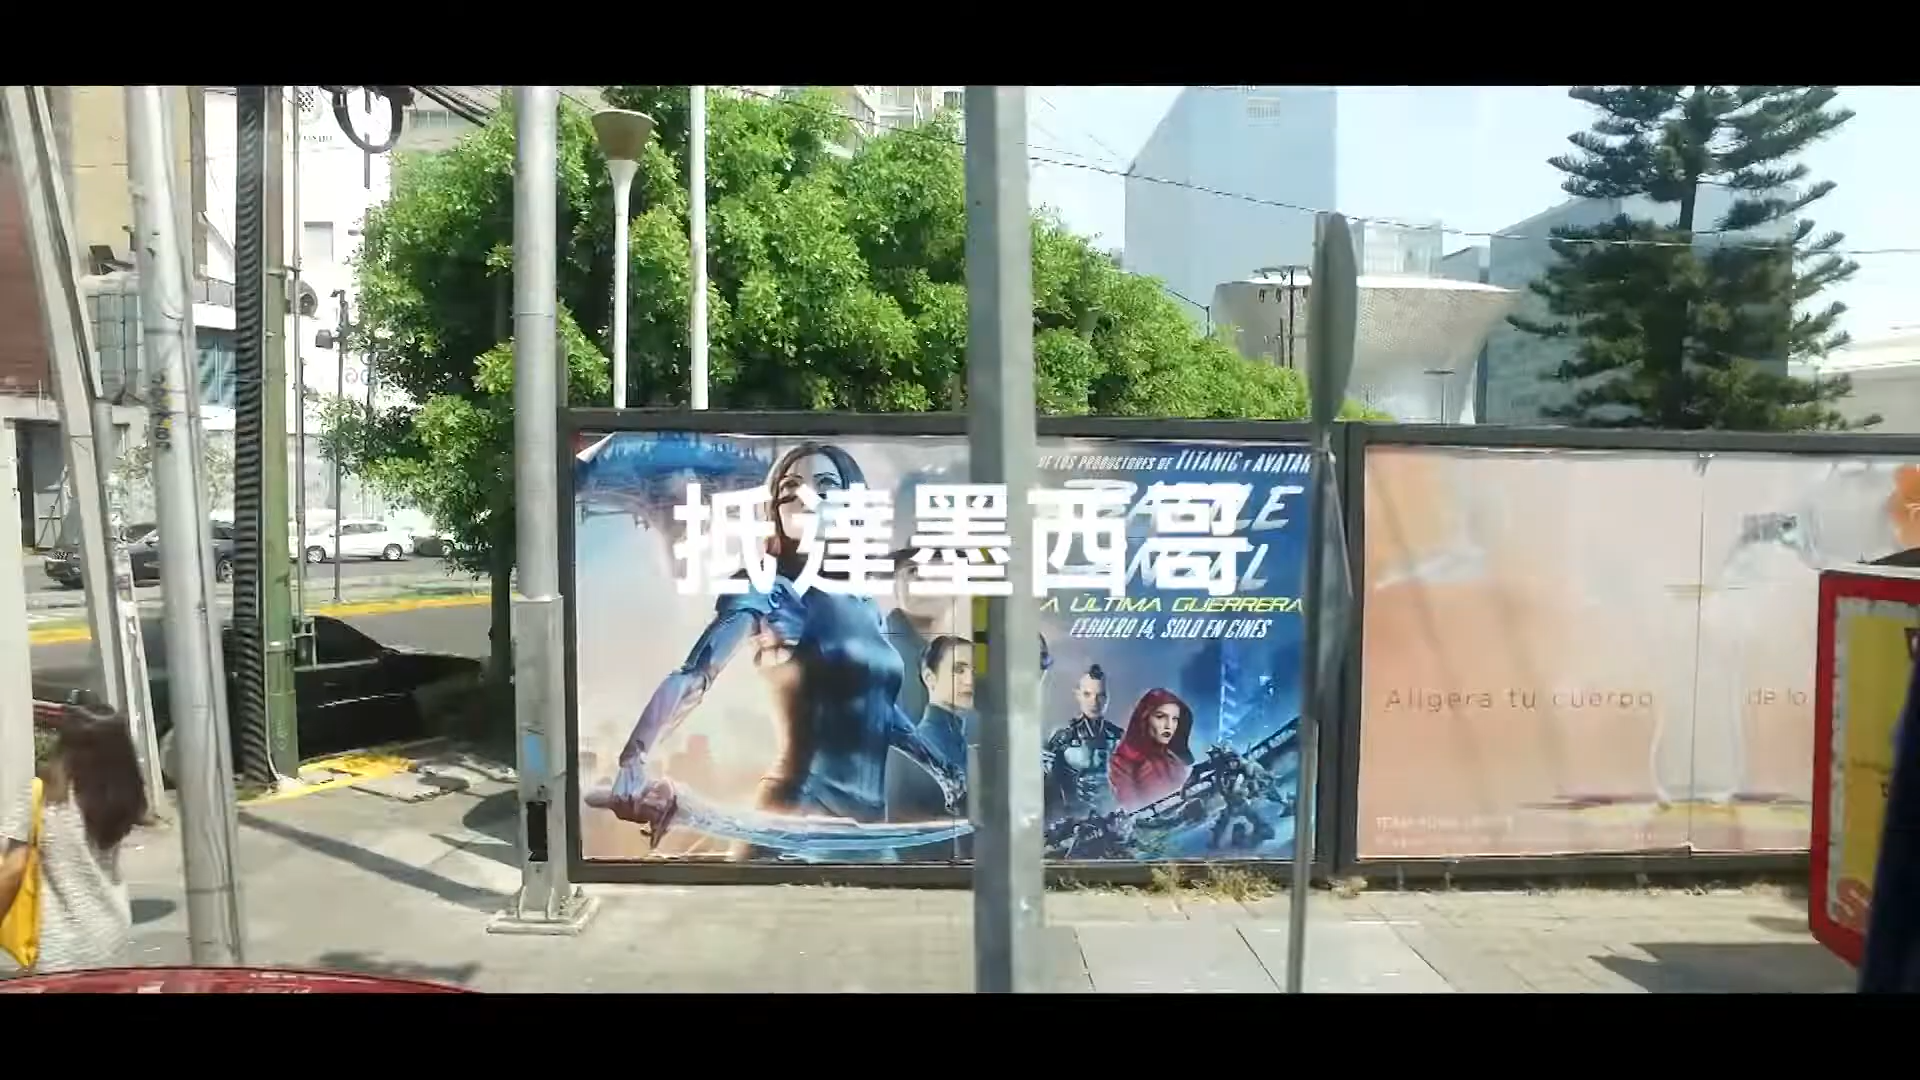 抵達墨西哥
DE LOS PRODUCTORES DE TITANIC Y AVATAR
A ÚLTIMA GUERRERA
FEBRERO 14, SOLO EN CINES
Aligera tu cuerpo de lo